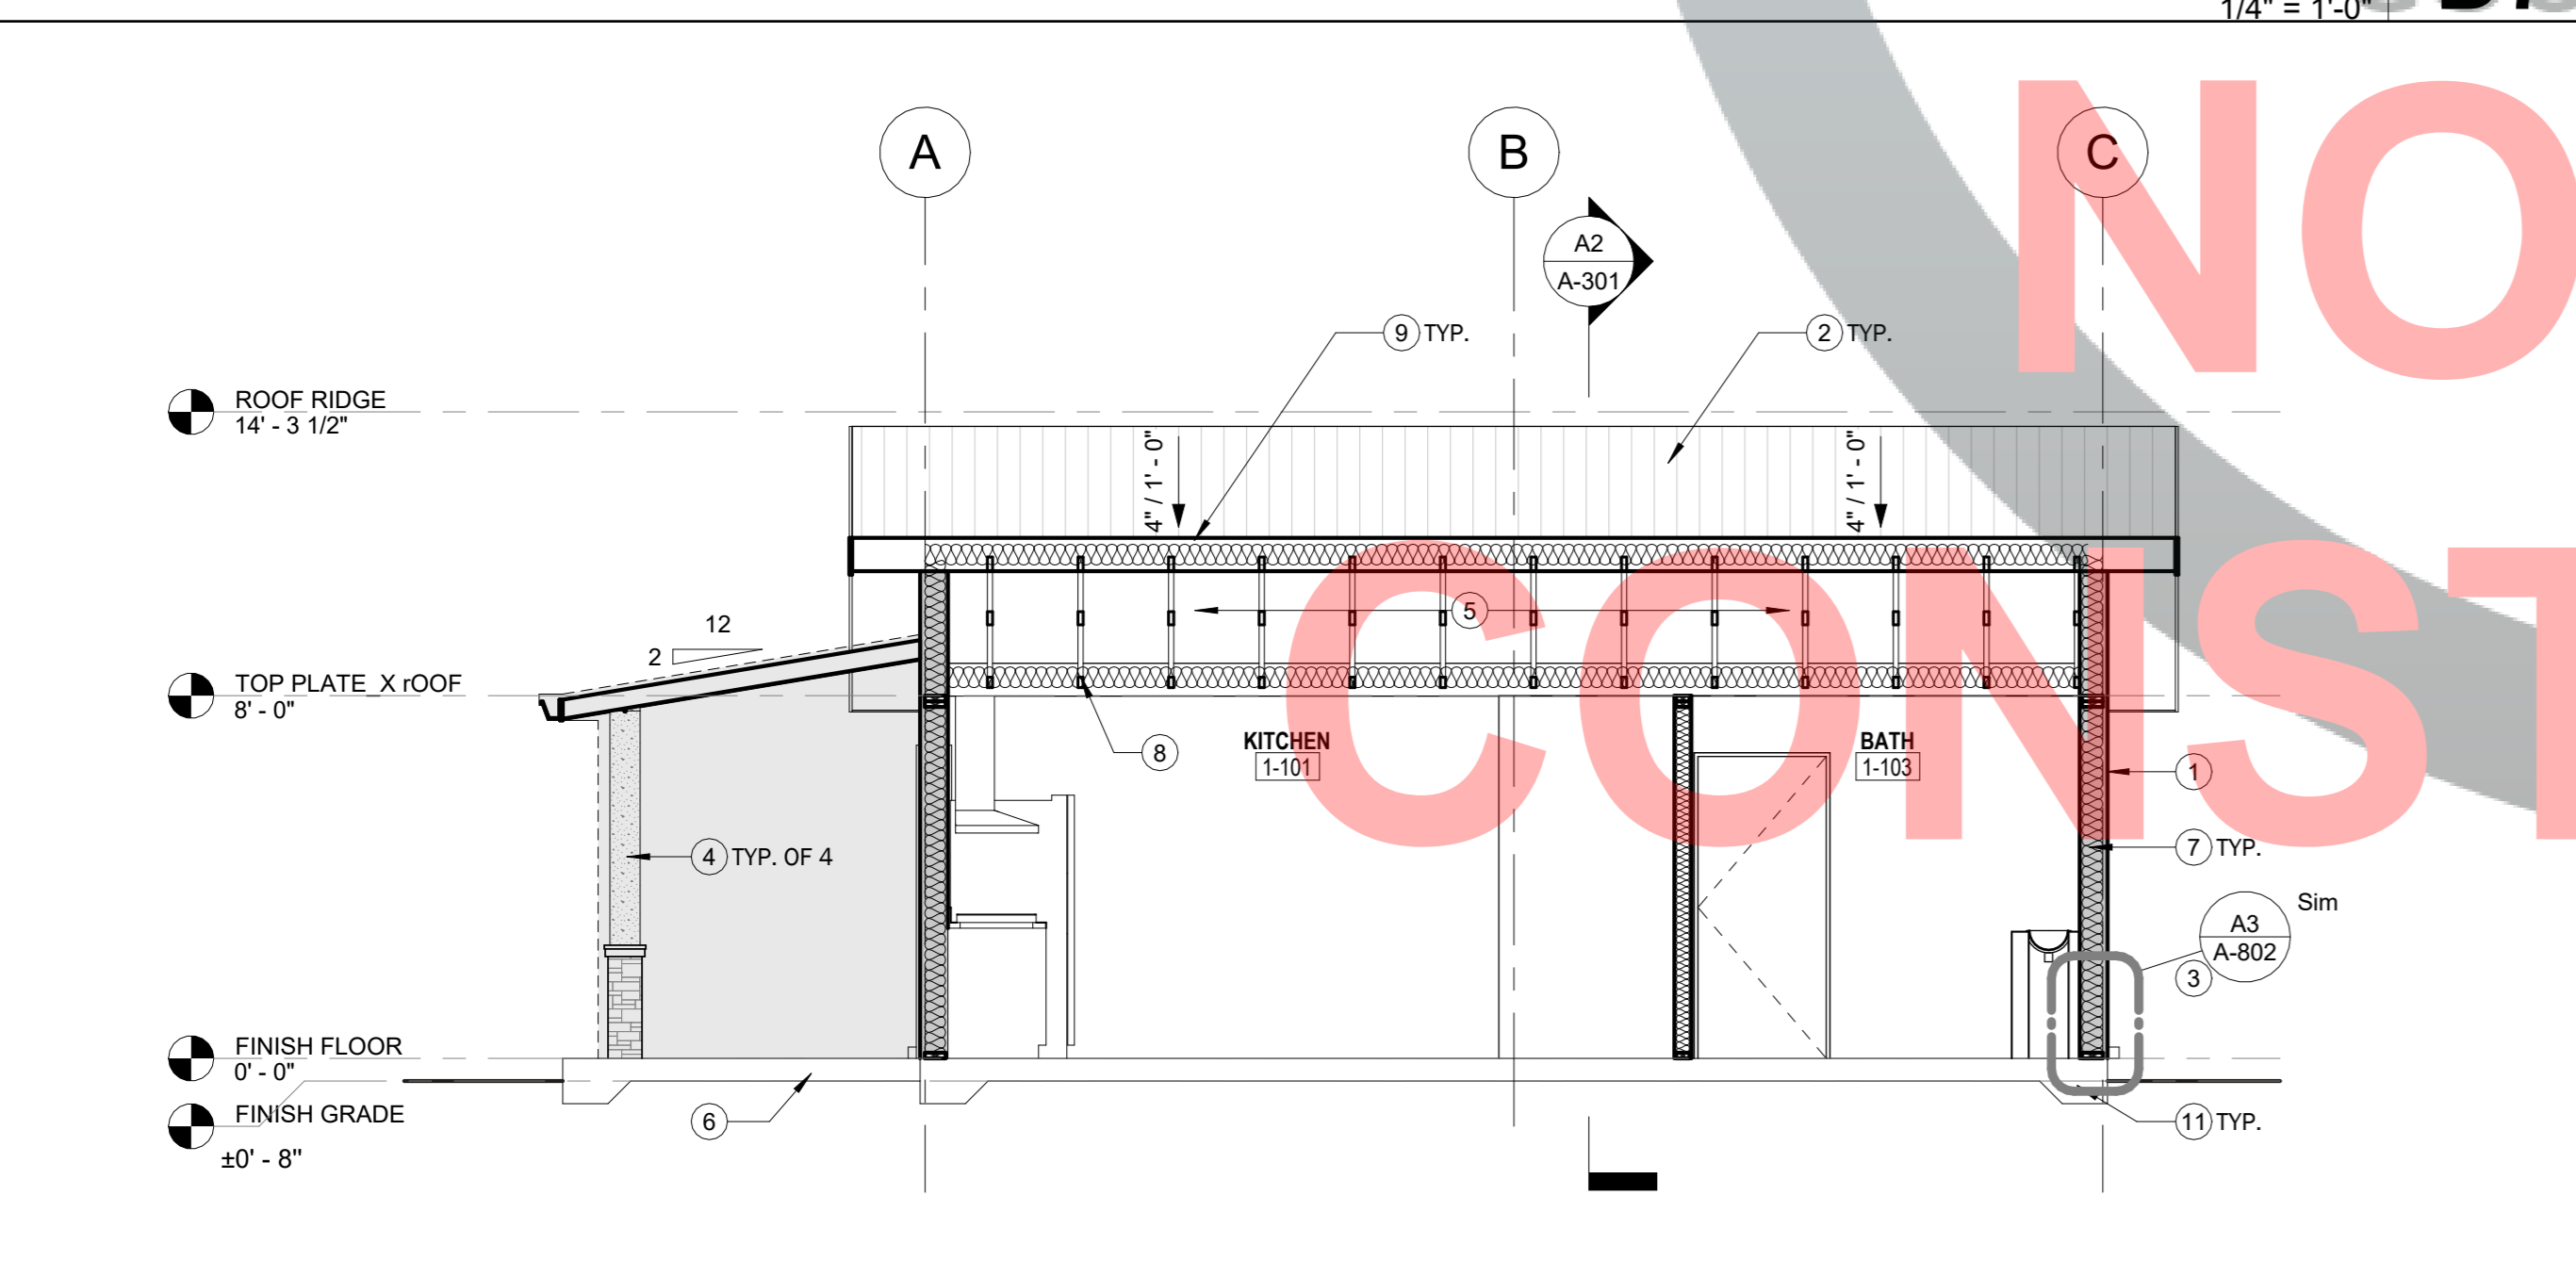 1/4" = 1'-0"
A
B
C
A2
A-301
9 TYP.
2 TYP.
ROOF RIDGE
14' - 3 1/2"
4" / 1' - 0"
4" / 1' - 0"
5
12
2
TOP PLATE_X rOOF
8' - 0"
8
KITCHEN
1-101
BATH
1-103
1
4 TYP. OF 4
7 TYP.
Sim
A3
A-802
3
FINISH FLOOR
0' - 0"
FINISH GRADE
±0' - 8"
6
11 TYP.
NO
CONST